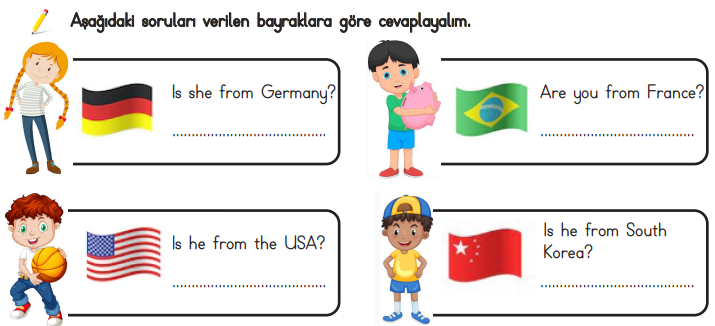 Aşağıdaki soruları verilen bayraklara göre cevaplayalım.
Is she from Germany?
......................................
Are you from France?
......................................
Is he from the USA?
......................................
Is he from South
Korea?
......................................